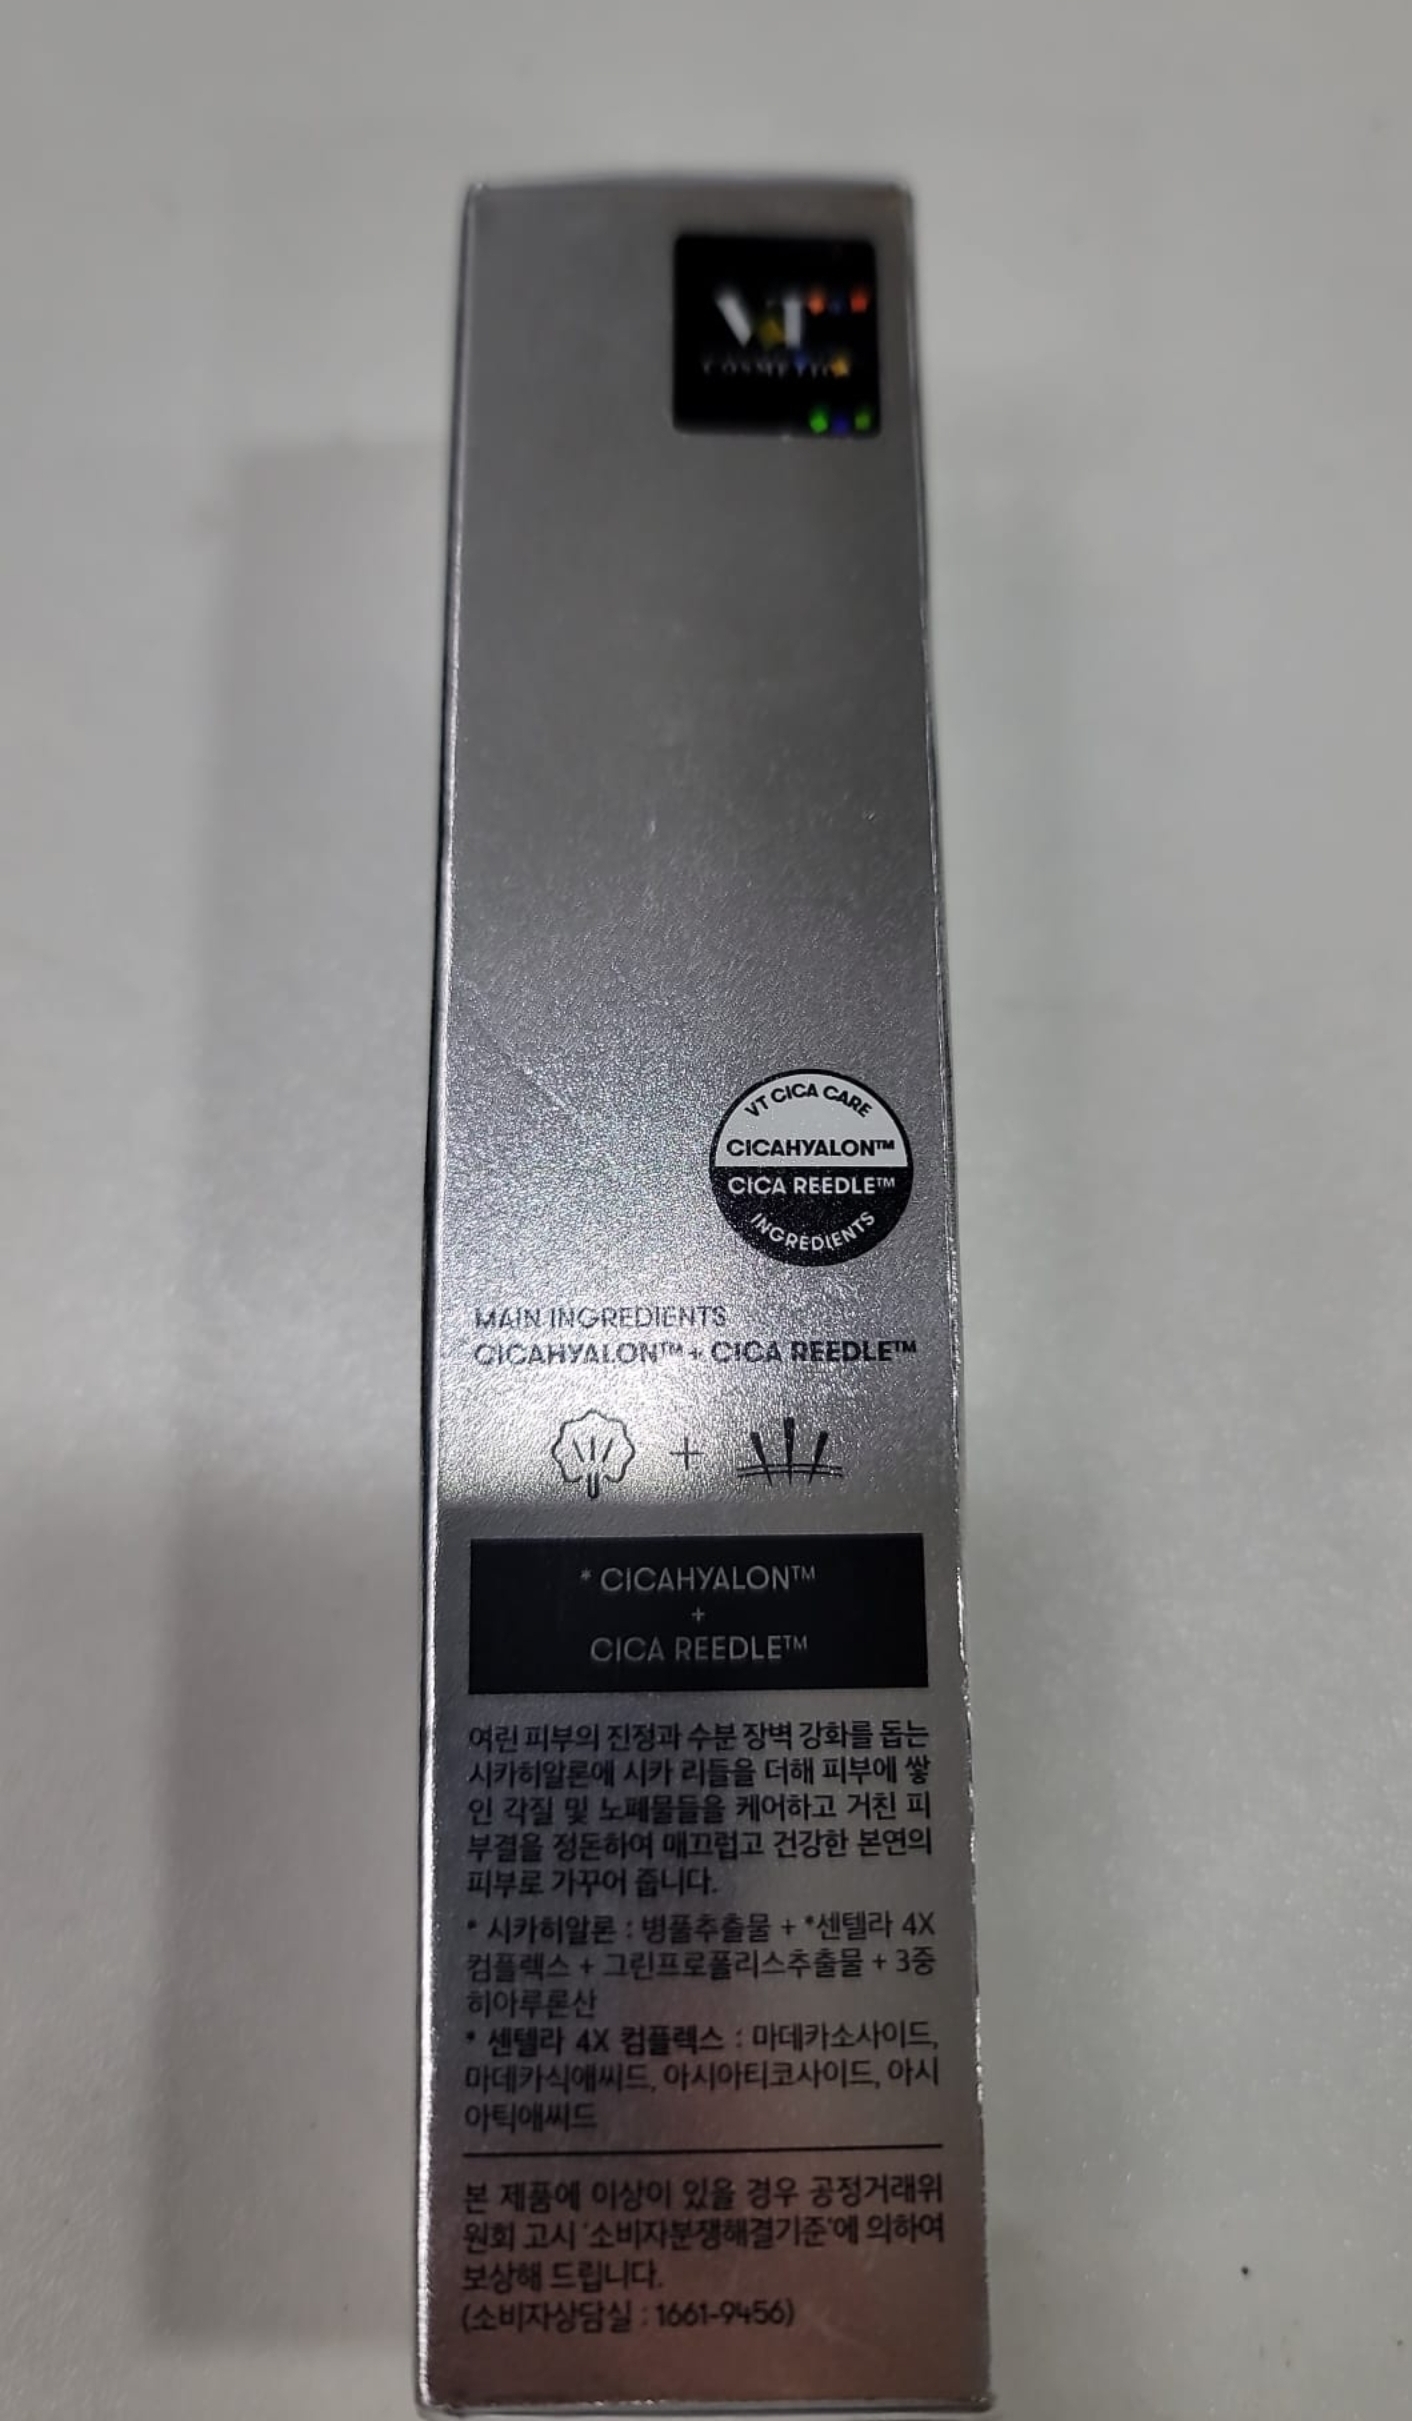 VT
COSMETICS
VT CICA CARE
CICAHYALON™
CICA REEDLE™
INGREDIENTS
MAIN INGREDIENTS
CICAHYALON™ + CICA REEDLE™
+
* CICAHYALON™
+
CICA REEDLE™
여린 피부의 진정과 수분 장벽 강화를 돕는
시카히알론에 시카 리들을 더해 피부에 쌓
인 각질 및 노폐물들을 케어하고 거친 피
부결을 정돈하여 매끄럽고 건강한 본연의
피부로 가꾸어 줍니다.
* 시카히알론 : 병풀추출물 + *센텔라 4X
컴플렉스 + 그린프로폴리스추출물 + 3중
히아루론산
* 센텔라 4X 컴플렉스 : 마데카소사이드,
마데카식애씨드, 아시아티코사이드, 아시
아틱애씨드
본 제품에 이상이 있을 경우 공정거래위
원회 고시 '소비자분쟁해결기준'에 의하여
보상해 드립니다.
(소비자상담실 : 1661-9456)